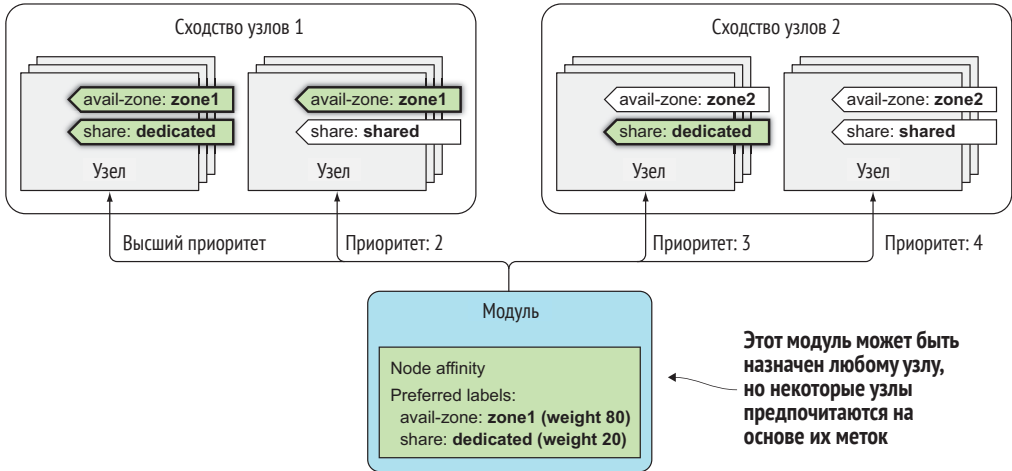 Сходство узлов 1
avail-zone: zone1
share: dedicated
Узел
avail-zone: zone1
share: shared
Узел
Сходство узлов 2
avail-zone: zone2
share: dedicated
Узел
avail-zone: zone2
share: shared
Узел
Высший приоритет
Приоритет: 2
Приоритет: 3
Приоритет: 4
Модуль
Node affinity
Preferred labels:
avail-zone: zone1 (weight 80)
share: dedicated (weight 20)
Этот модуль может быть
назначен любому узлу,
но некоторые узлы
предпочитаются на
основе их меток